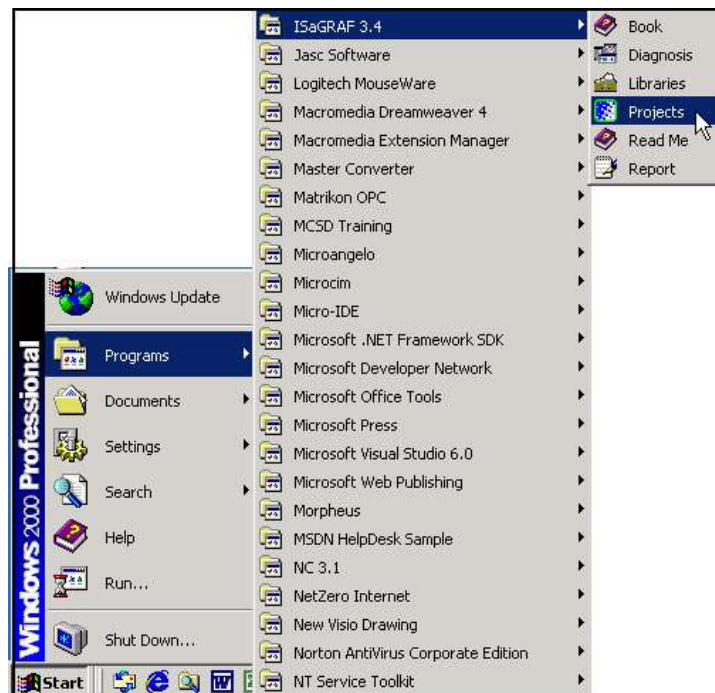 ISaGRAF 3.4
Jasc Software
Logitech MouseWare
Macromedia Dreamweaver 4
Macromedia Extension Manager
Master Converter
Matrikon OPC
MCSD Training
Microangelo
Microcim
Micro-IDE
Microsoft .NET Framework SDK
Microsoft Developer Network
Microsoft Office Tools
Microsoft Press
Microsoft Visual Studio 6.0
Microsoft Web Publishing
Morpheus
MSDN HelpDesk Sample
NC 3.1
NetZero Internet
New Visio Drawing
Norton AntiVirus Corporate Edition
NT Service Toolkit
Book
Diagnosis
Libraries
Projects
Read Me
Report
Windows Update
Programs
Documents
Settings
Search
Help
Run...
Shut Down...
Windows 2000 Professional
Start